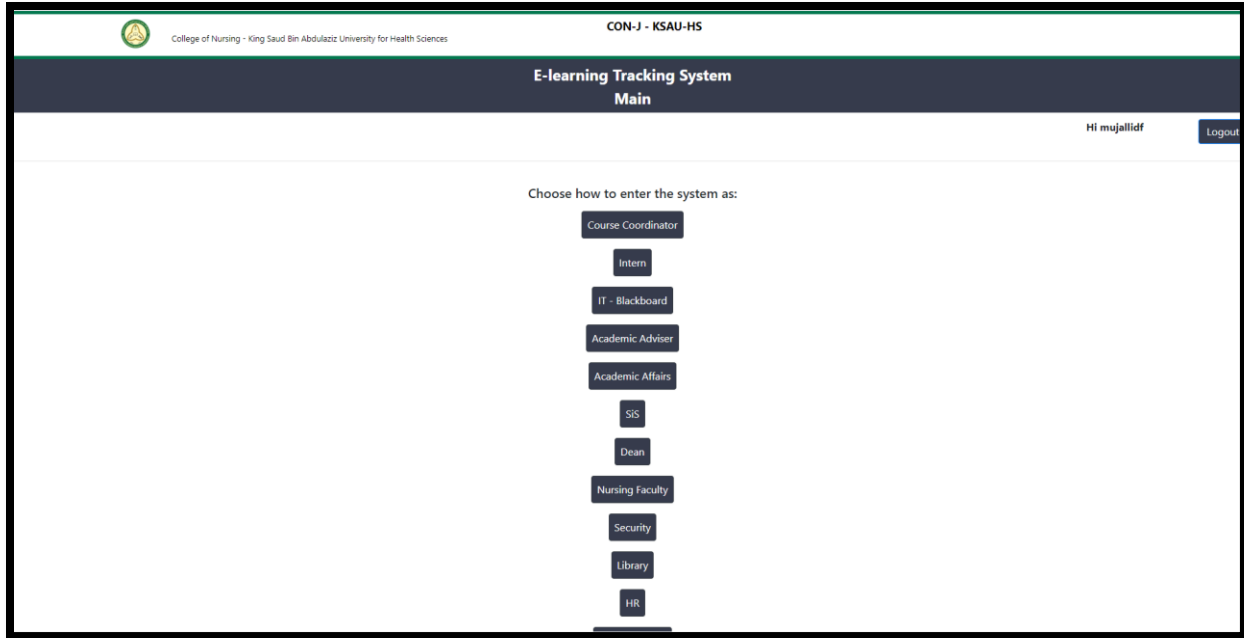 CON-J - KSAU-HS
College of Nursing - King Saud Bin Abdulaziz University for Health Sciences
E-learning Tracking System
Main
Hi mujallidf
Logout
Choose how to enter the system as:
Course Coordinator
Intern
IT - Blackboard
Academic Adviser
Academic Affairs
SiS
Dean
Nursing Faculty
Security
Library
HR